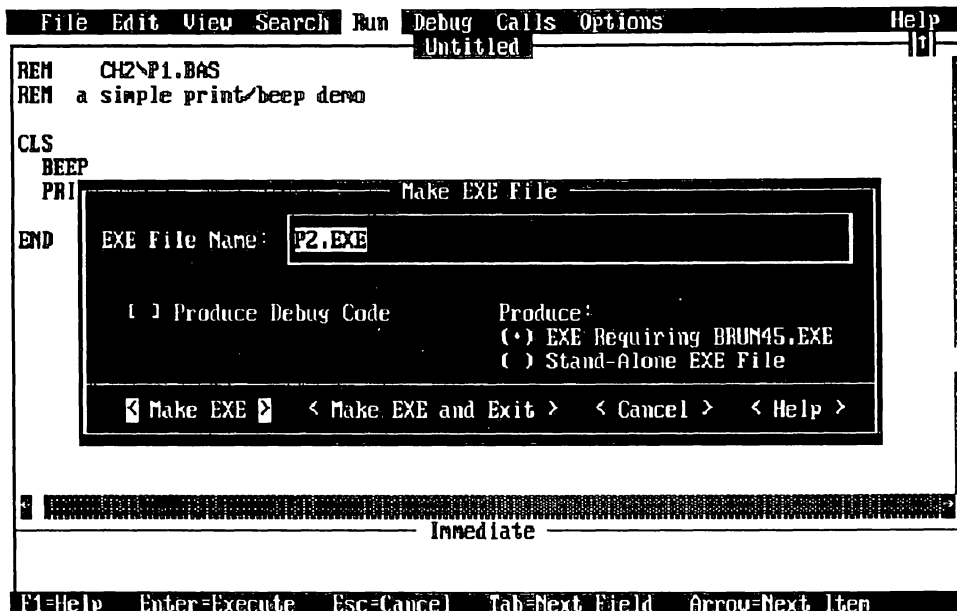 File Edit View Search Run Debug Calls Options Help
Untitled
REM CH2\P1.BAS
REM a simple print/beep demo
CLS
BEEP
PRI
END
Make EXE File
EXE File Name: P2.EXE
[ ] Produce Debug Code
Produce:
(•) EXE Requiring BRUN45.EXE
( ) Stand-Alone EXE File
< Make EXE > < Make EXE and Exit > < Cancel > < Help >
Immediate
F1=Help Enter=Execute Esc=Cancel Tab=Next Field Arrow=Next Item